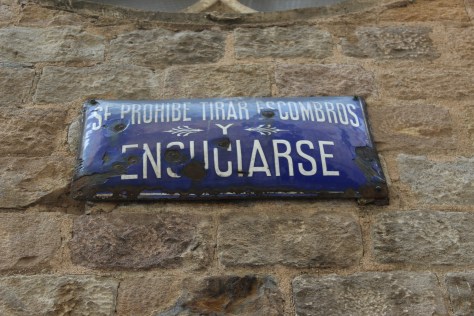 SE PROHIBE TIRAR ESCOMBROS
Y
ENSUCIARSE